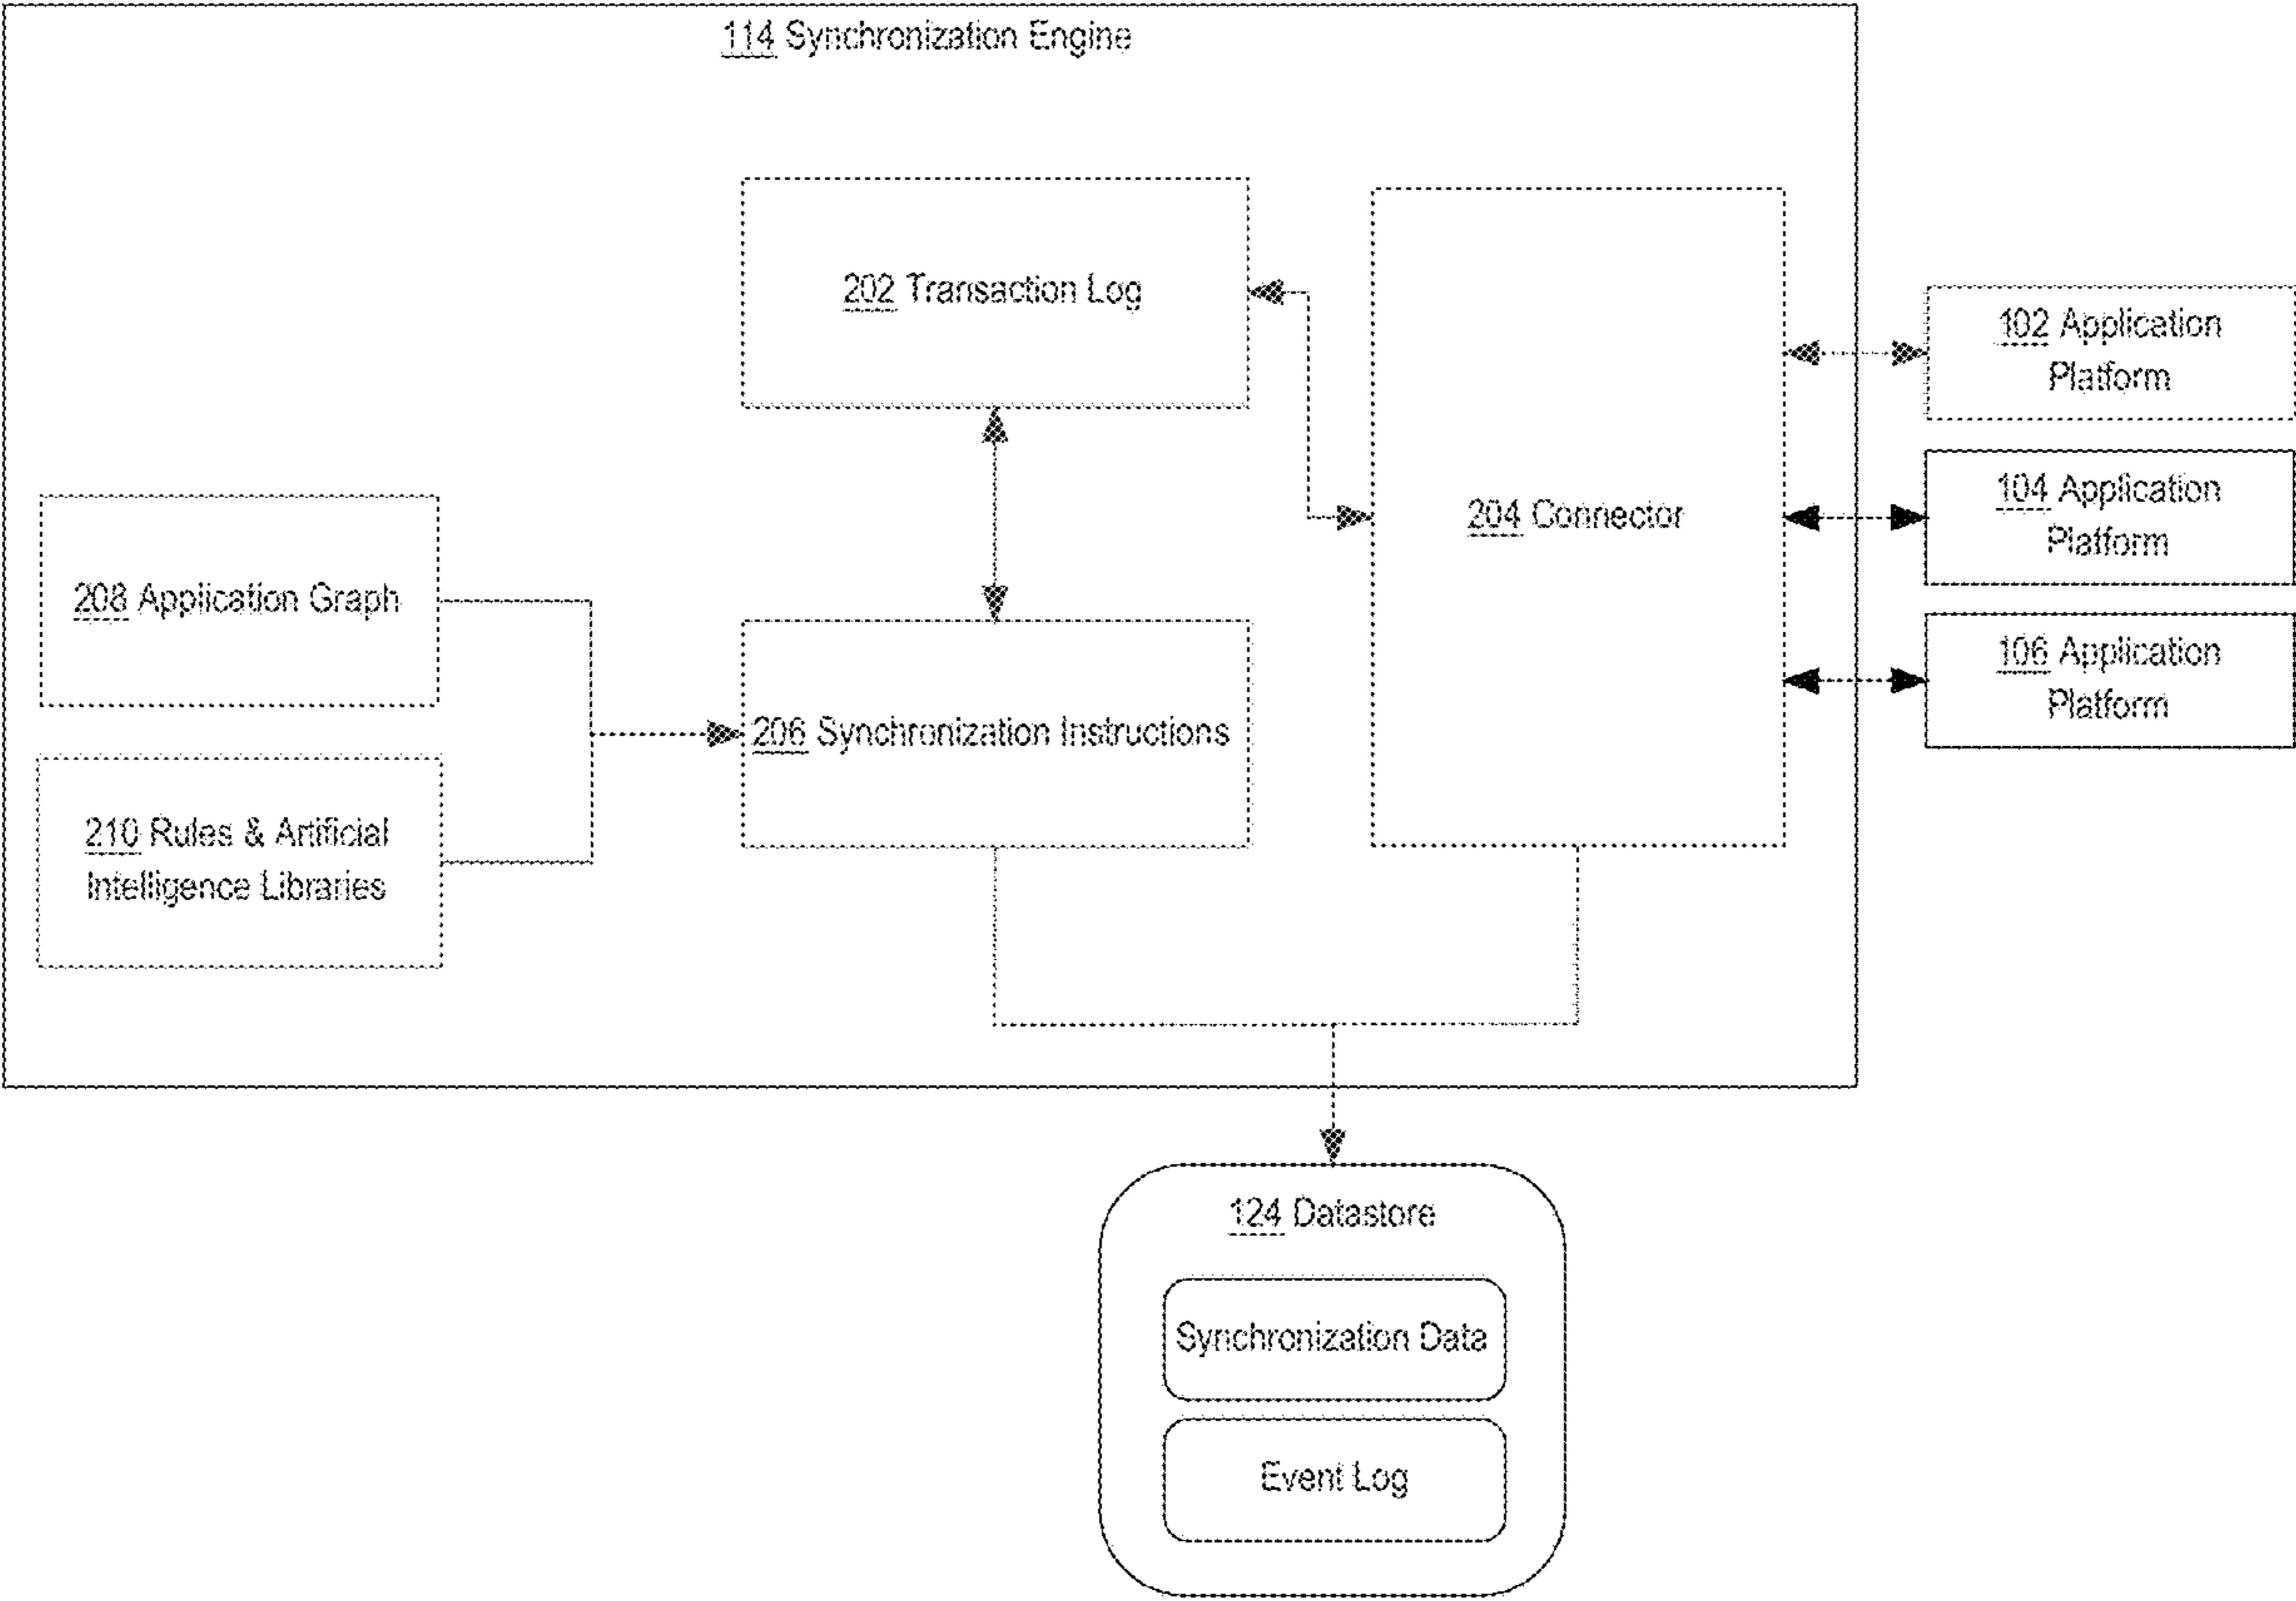 114 Synchronization Engine
202 Transaction Log
204 Connector
102 Application
Platform
104 Application
Platform
106 Application
Platform
208 Application Graph
206 Synchronization Instructions
210 Rules & Artificial
Intelligence Libraries
124 Datastore
Synchronization Data
Event Log